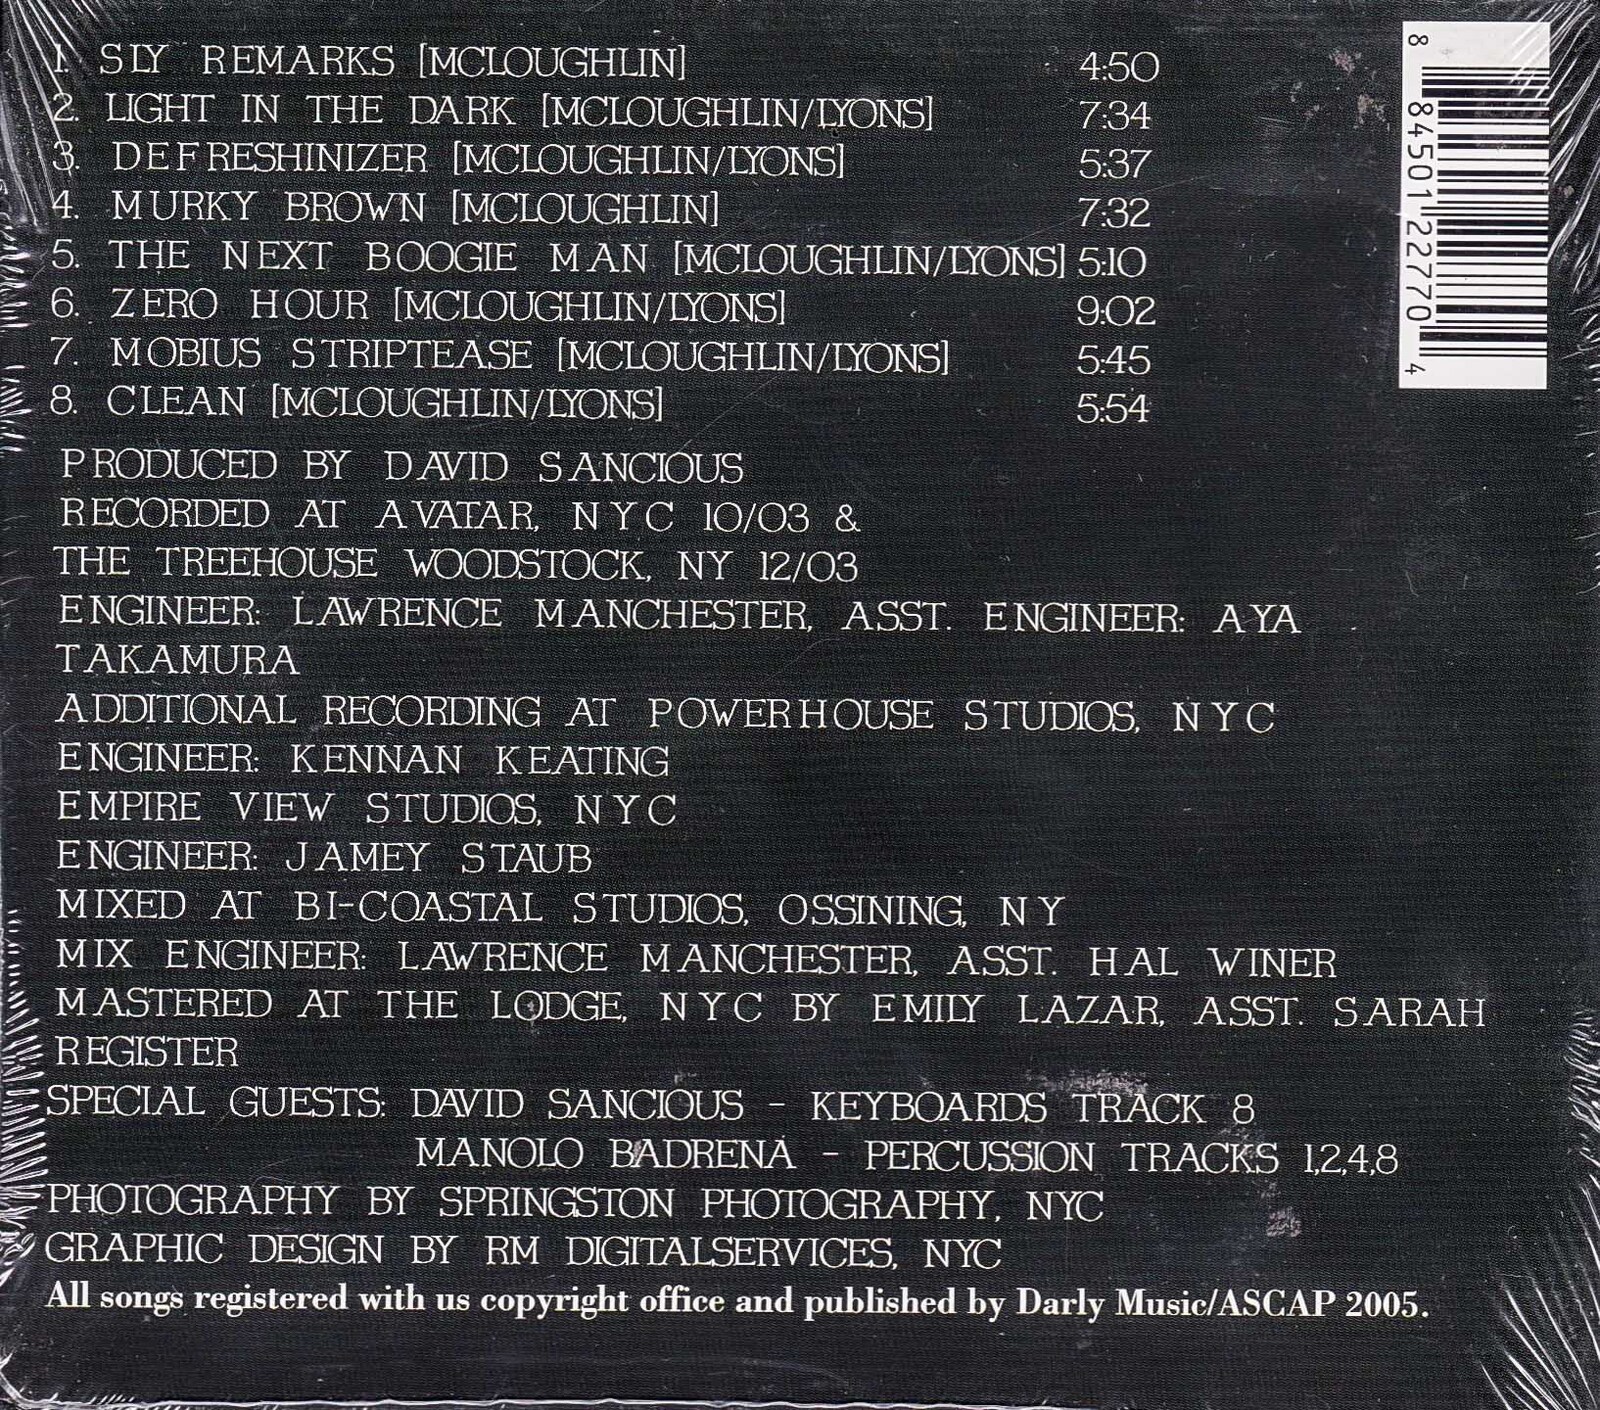 1. SLY REMARKS [MCLOUGHLIN] 4:50
2. LIGHT IN THE DARK [MCLOUGHLIN/LYONS] 7:34
3. DEFRESHINIZER [MCLOUGHLIN/LYONS] 5:37
4. MURKY BROWN [MCLOUGHLIN] 7:32
5. THE NEXT BOOGIE MAN [MCLOUGHLIN/LYONS] 5:10
6. ZERO HOUR [MCLOUGHLIN/LYONS] 9:02
7. MOBIUS STRIPTEASE [MCLOUGHLIN/LYONS] 5:45
8. CLEAN [MCLOUGHLIN/LYONS] 5:54
PRODUCED BY DAVID SANCIOUS
RECORDED AT AVATAR, NYC 10/03 &
THE TREEHOUSE WOODSTOCK, NY 12/03
ENGINEER: LAWRENCE MANCHESTER, ASST. ENGINEER: AYA
TAKAMURA
ADDITIONAL RECORDING AT POWERHOUSE STUDIOS, NYC
ENGINEER: KENNAN KEATING
EMPIRE VIEW STUDIOS, NYC
ENGINEER: JAMEY STAUB
MIXED AT BI-COASTAL STUDIOS, OSSINING, NY
MIX ENGINEER: LAWRENCE MANCHESTER, ASST. HAL WINER
MASTERED AT THE LODGE, NYC BY EMILY LAZAR, ASST. SARAH
REGISTER
SPECIAL GUESTS: DAVID SANCIOUS - KEYBOARDS TRACK 8
MANOLO BADRENA - PERCUSSION TRACKS 1,2,4,8
PHOTOGRAPHY BY SPRINGSTON PHOTOGRAPHY, NYC
GRAPHIC DESIGN BY RM DIGITALSERVICES, NYC
All songs registered with us copyright office and published by Darly Music/ASCAP 2005.
8 84501 22770 4